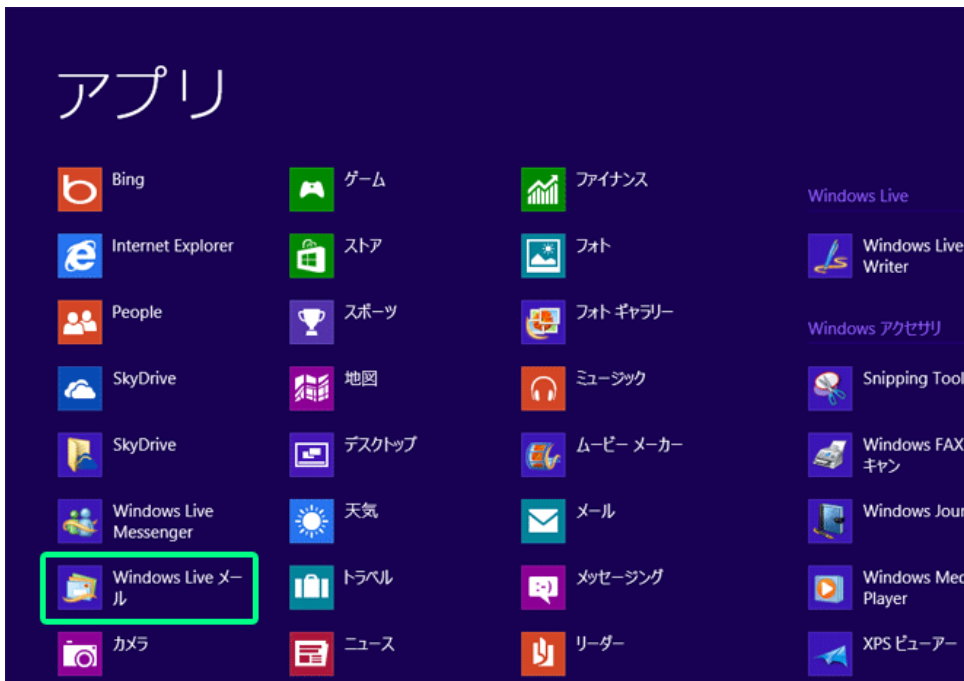 アプリ
Bing
Internet Explorer
People
SkyDrive
SkyDrive
Windows Live
Messenger
Windows Live メー
ル
カメラ
ゲーム
ストア
スポーツ
地図
デスクトップ
天気
トラベル
ニュース
ファイナンス
フォト
フォト ギャラリー
ミュージック
ムービー メーカー
メール
メッセージング
リーダー
Windows Live
Windows Live
Writer
Windows アクセサリ
Snipping Tool
Windows FAX
キャン
Windows Jour
Windows Med
Player
XPS ビューアー